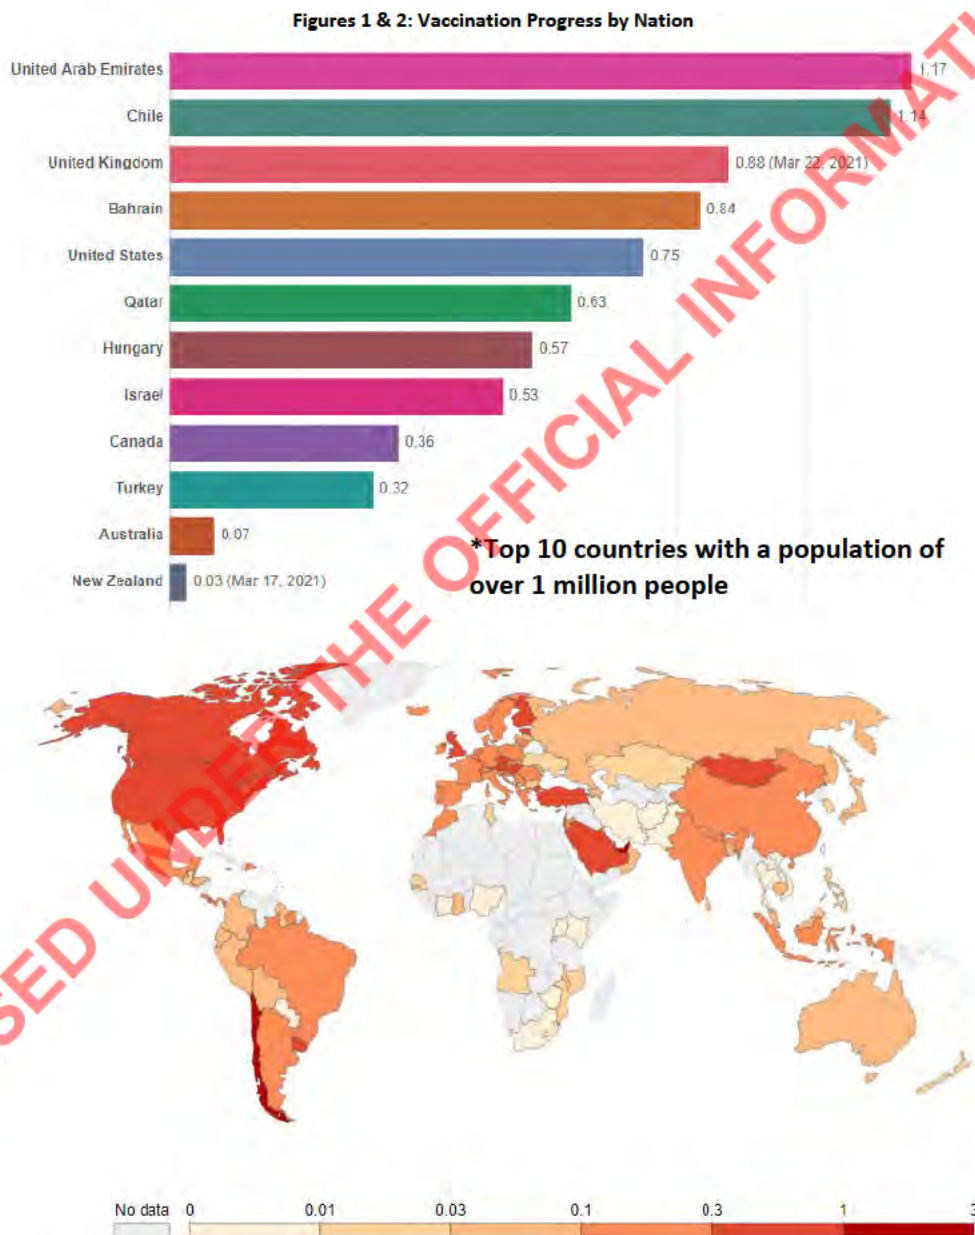 Figures 1 & 2: Vaccination Progress by Nation
United Arab Emirates 1.17
Chile 1.14
United Kingdom 0.88 (Mar 22, 2021)
Bahrain 0.84
United States 0.75
Qatar 0.63
Hungary 0.57
Israel 0.53
Canada 0.36
Turkey 0.32
Australia 0.07
New Zealand 0.03 (Mar 17, 2021)
*Top 10 countries with a population of
over 1 million people
SED UNDER THE OFFICIAL INFORMATI
No data 0 0.01 0.03 0.1 0.3 1 3